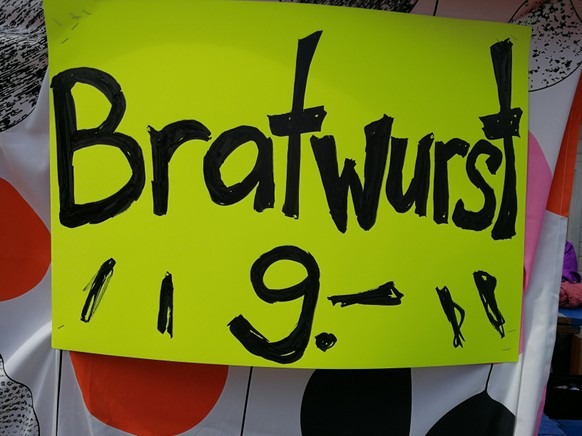 Bratwurst
" 9.- "